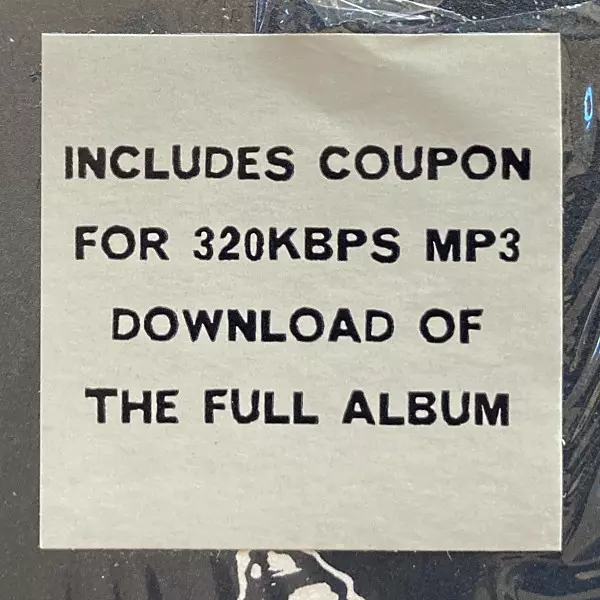 INCLUDES COUPON
FOR 320KBPS MP3
DOWNLOAD OF
THE FULL ALBUM